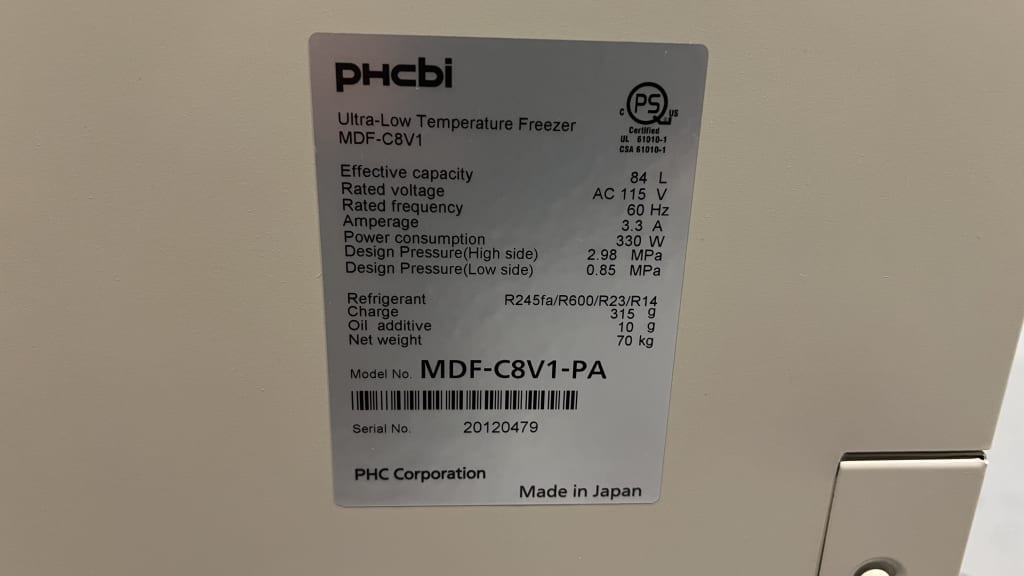 PHCbi
Ultra-Low Temperature Freezer
MDF-C8V1
C PS US
Certified
UL 61010-1
CSA 61010-1
Effective capacity 84 L
Rated voltage AC 115 V
Rated frequency 60 Hz
Amperage 3.3 A
Power consumption 330 W
Design Pressure(High side) 2.98 MPa
Design Pressure(Low side) 0.85 MPa
Refrigerant R245fa/R600/R23/R14
Charge 315 g
Oil additive 10 g
Net weight 70 kg
Model No. MDF-C8V1-PA
Serial No. 20120479
PHC Corporation
Made in Japan